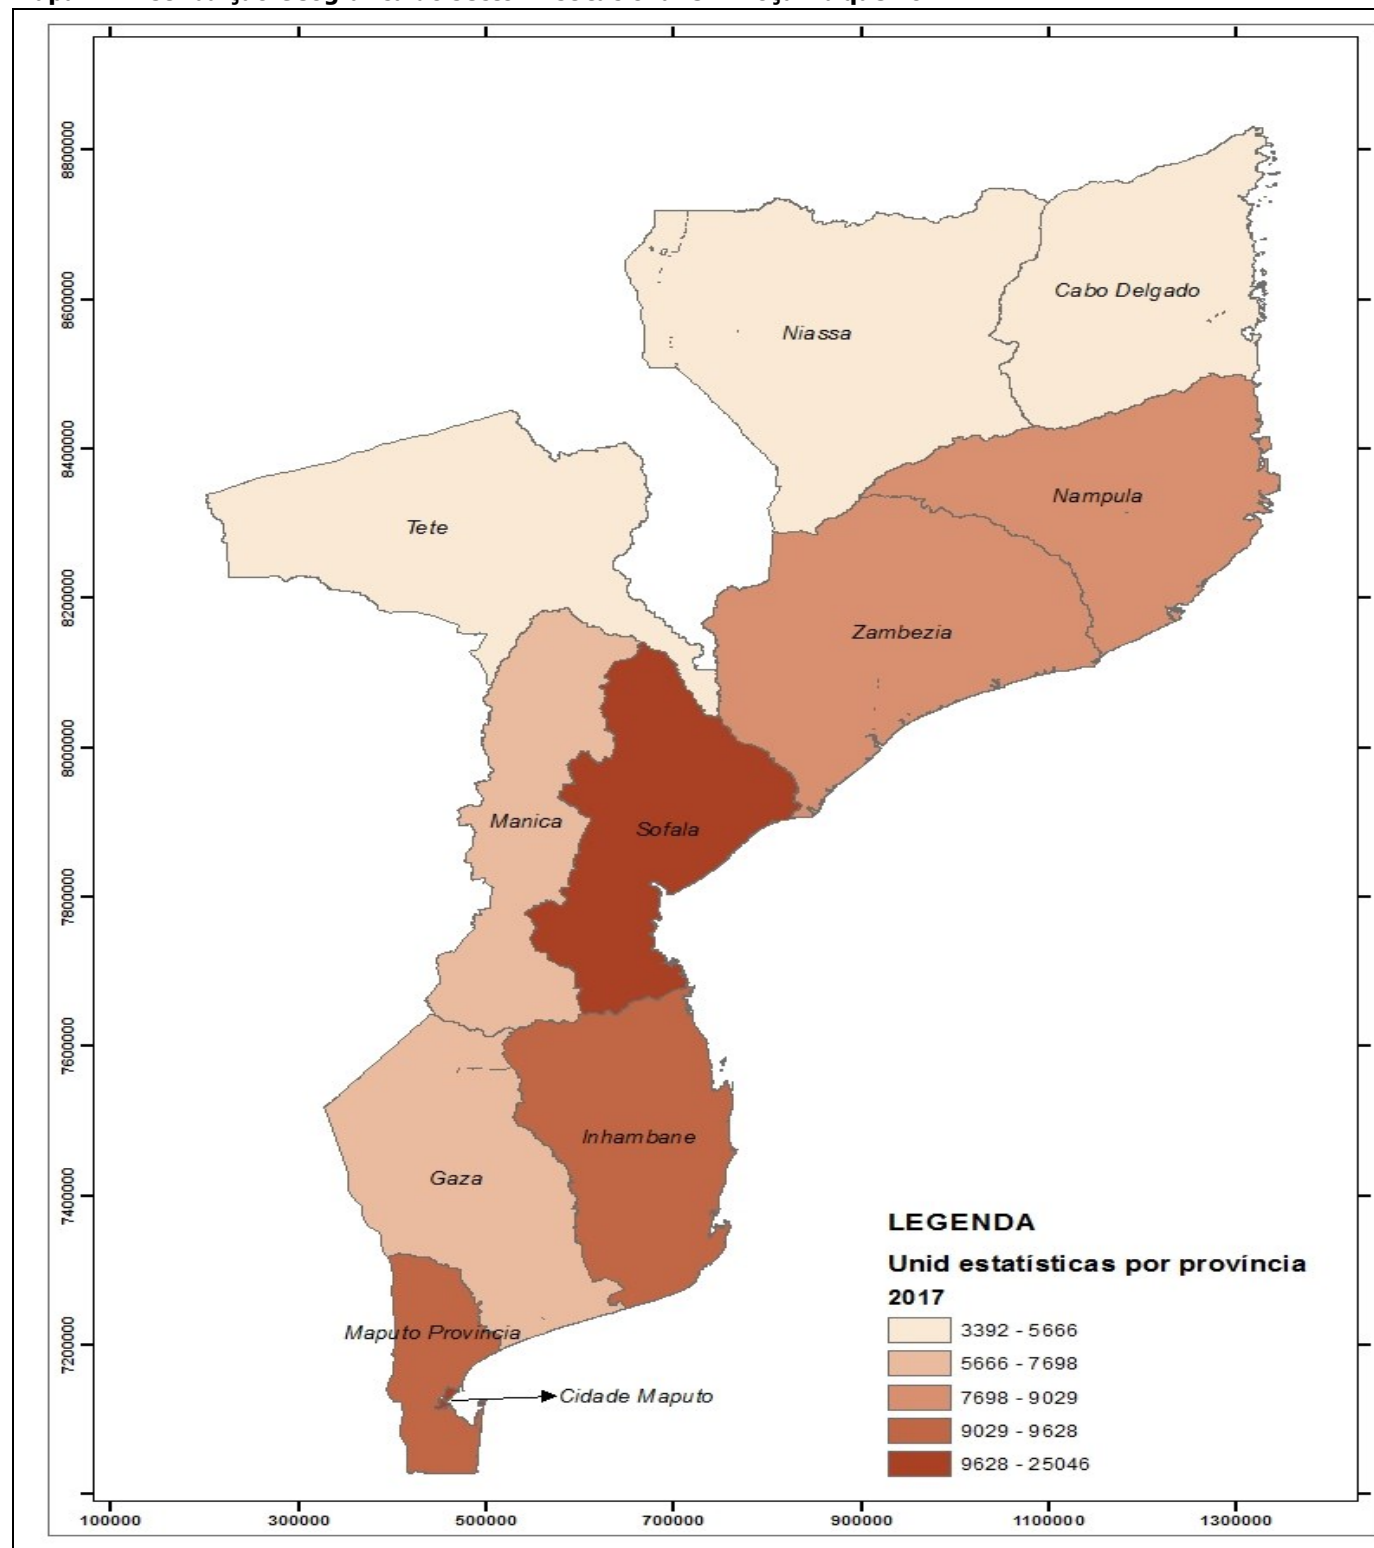 8800000
8600000
8400000
8200000
8000000
7800000
7600000
7400000
7200000
Cabo Delgado
Niassa
Nampula
Tete
Zambezia
Manica
Sofala
Inhambane
Gaza
Maputo Província
Cidade Maputo
LEGENDA
Unid estatísticas por província
2017
3392 - 5666
5666 - 7698
7698 - 9029
9029 - 9628
9628 - 25046
100000 300000 500000 700000 900000 1100000 1300000